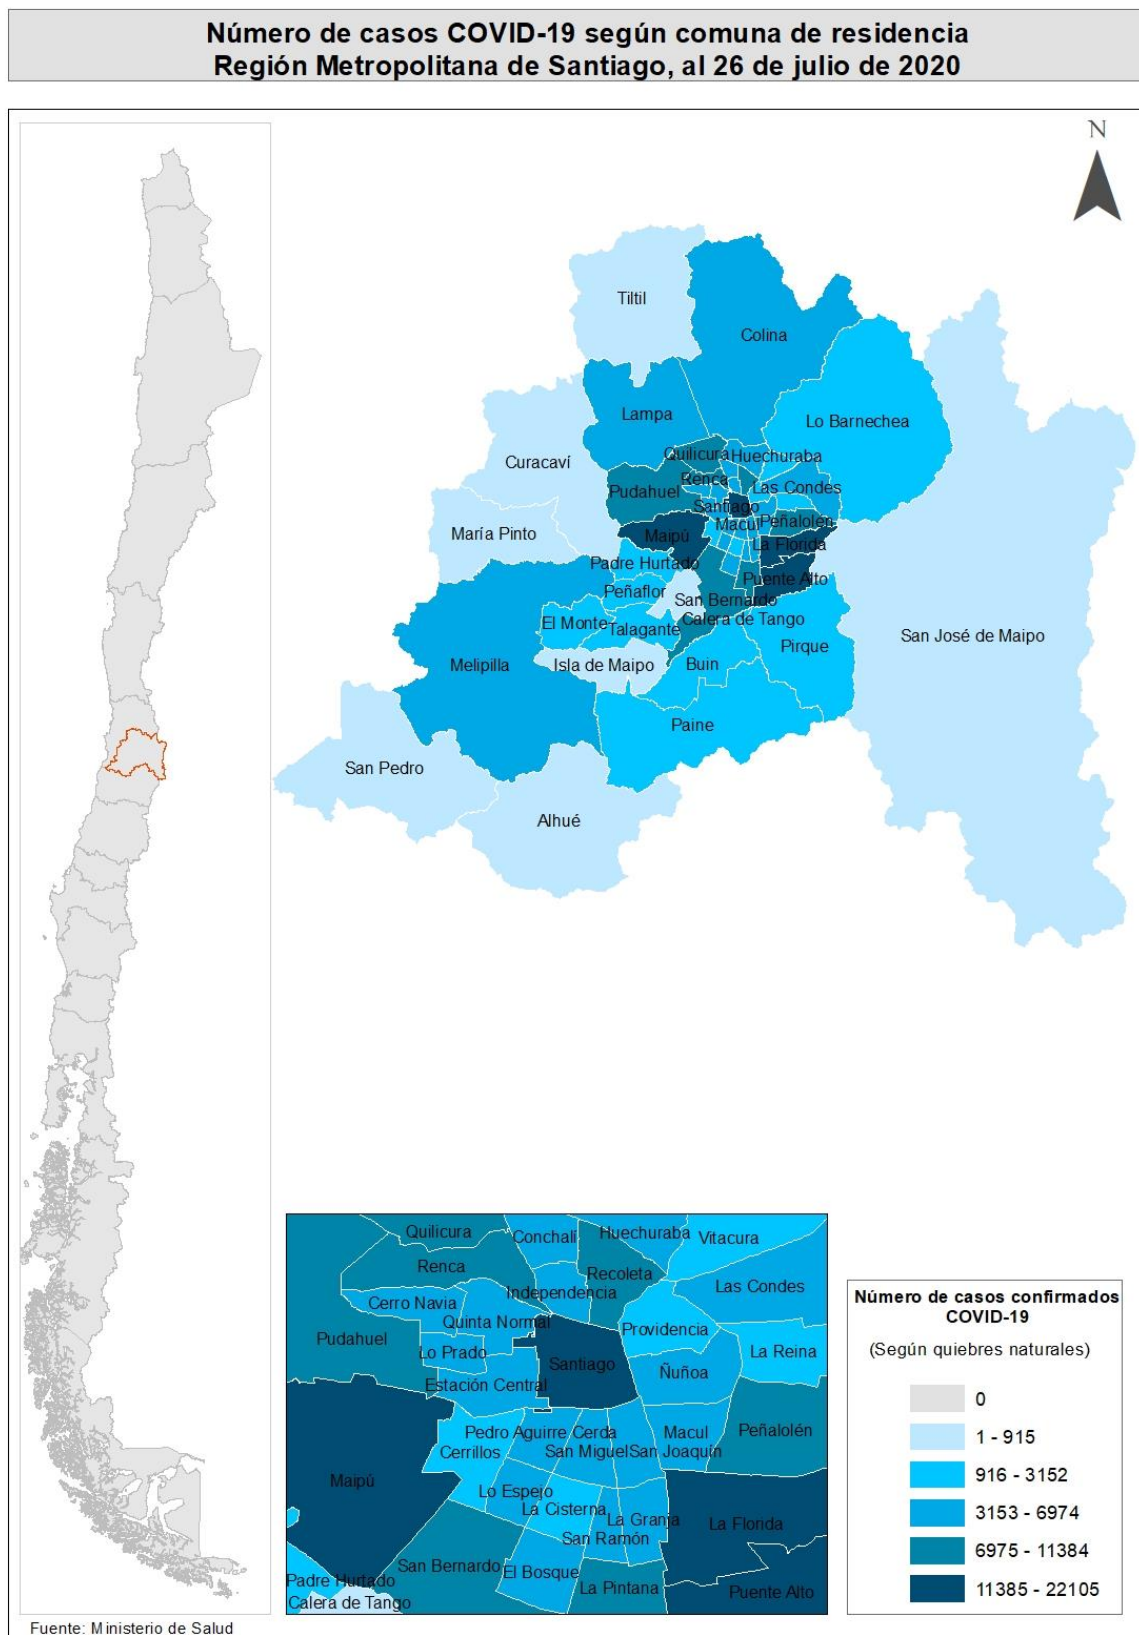 Número de casos COVID-19 según comuna de residencia
Región Metropolitana de Santiago, al 26 de julio de 2020
N
Tiltil
Colina
Lampa
Lo Barnechea
Curacaví
Quilicura
Huechuraba
Renca
Pudahuel
Las Condes
Santiago
María Pinto
Macul
Peñalolén
Maipú
La Florida
Padre Hurtado
Puente Alto
Peñaflor
San Bernardo
El Monte
Talagante
Calera de Tango
San José de Maipo
Pirque
Melipilla
Isla de Maipo
Buin
Paine
San Pedro
Alhué
Quilicura
Conchalí
Huechuraba
Vitacura
Renca
Recoleta
Las Condes
Independencia
Cerro Navia
Quinta Normal
Providencia
Pudahuel
Lo Prado
Santiago
La Reina
Ñuñoa
Estación Central
Pedro Aguirre Cerda
Macul
Peñalolén
Cerrillos
San Miguel
San Joaquín
Maipú
Lo Espejo
La Cisterna
La Granja
La Florida
San Ramón
San Bernardo
El Bosque
La Pintana
Padre Hurtado
Puente Alto
Calera de Tango
Número de casos confirmados
COVID-19
(Según quiebres naturales)
0
1 - 915
916 - 3152
3153 - 6974
6975 - 11384
11385 - 22105
Fuente: Ministerio de Salud